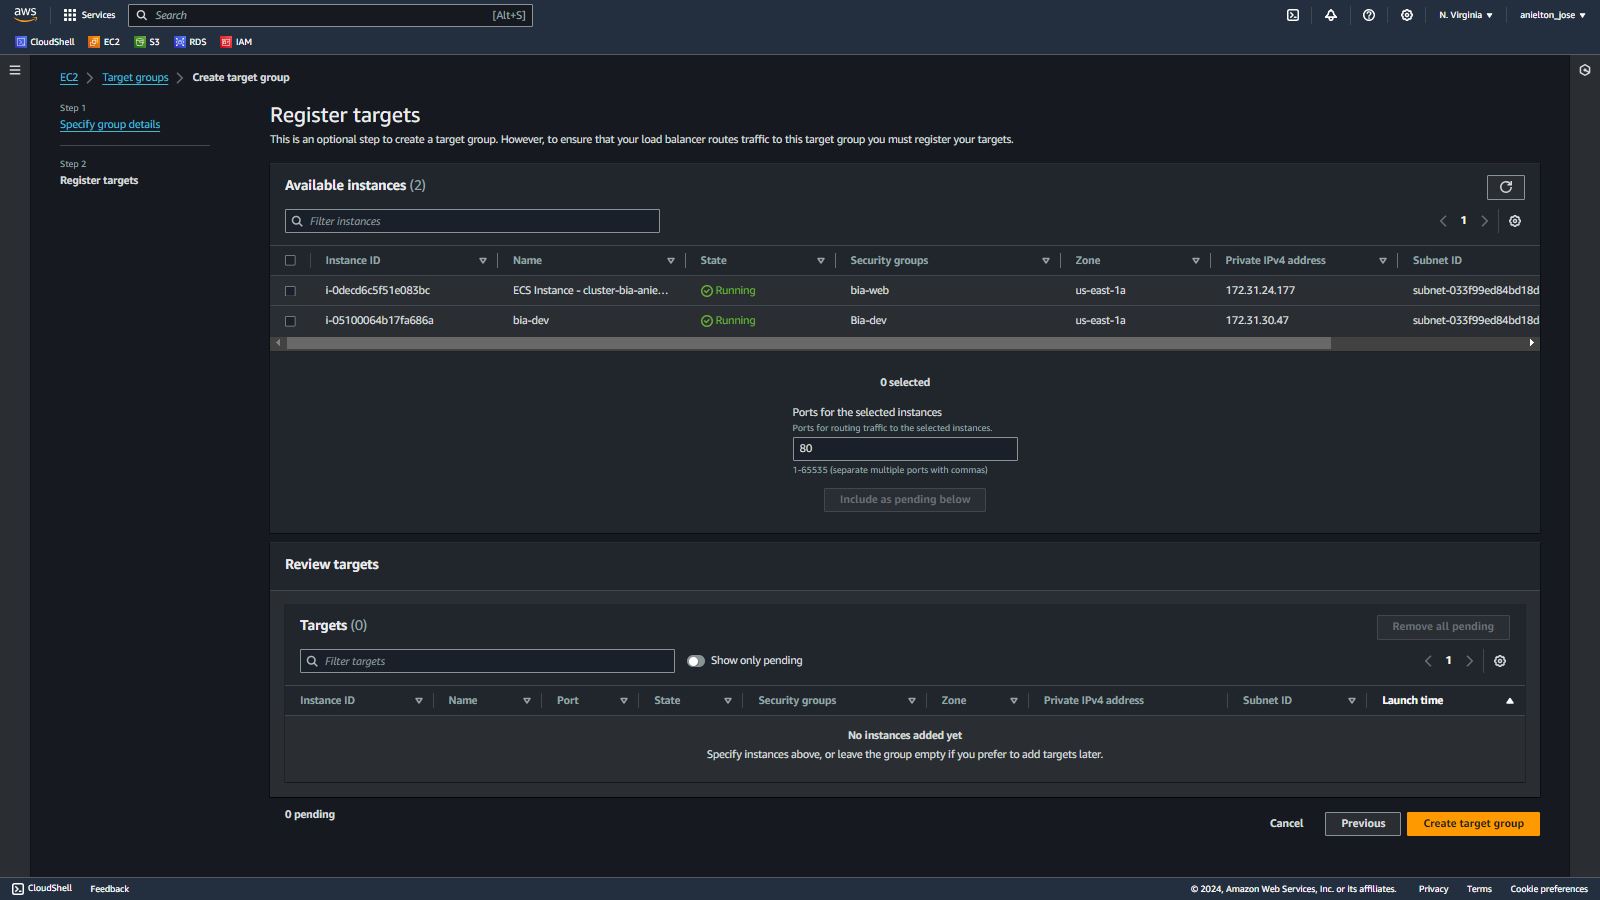 aws
Services
Search
[Alt+S]
N. Virginia
anielton_jose
CloudShell
EC2
S3
RDS
IAM
EC2
Target groups
Create target group
Step 1
Specify group details
Step 2
Register targets
Register targets
This is an optional step to create a target group. However, to ensure that your load balancer routes traffic to this target group you must register your targets.
Available instances (2)
Filter instances
1
Instance ID Name State Security groups Zone Private IPv4 address Subnet ID
i-0decd6c5f51e083bc ECS Instance - cluster-bia-anie... Running bia-web us-east-1a 172.31.24.177 subnet-033f99ed84bd18d
i-05100064b17fa686a bia-dev Running Bia-dev us-east-1a 172.31.30.47 subnet-033f99ed84bd18d
0 selected
Ports for the selected instances
Ports for routing traffic to the selected instances.
80
1-65535 (separate multiple ports with commas)
Include as pending below
Review targets
Targets (0)
Remove all pending
Filter targets
Show only pending
1
Instance ID Name Port State Security groups Zone Private IPv4 address Subnet ID Launch time
No instances added yet
Specify instances above, or leave the group empty if you prefer to add targets later.
0 pending
Cancel
Previous
Create target group
CloudShell
Feedback
© 2024, Amazon Web Services, Inc. or its affiliates.
Privacy
Terms
Cookie preferences